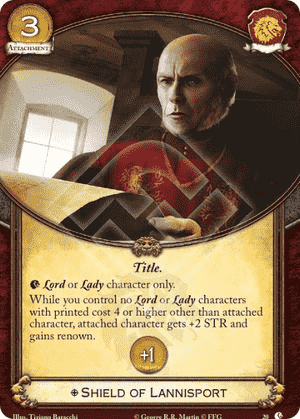 3
ATTACHMENT
Title.
Lord or Lady character only.
While you control no Lord or Lady characters
with printed cost 4 or other than attached
character, attached character gets +2 STR and
gains renown.
+1
SHIELD OF LANNISPORT
Illus. Tiziano Baracchi
© George R.R. Martin © FFG
20